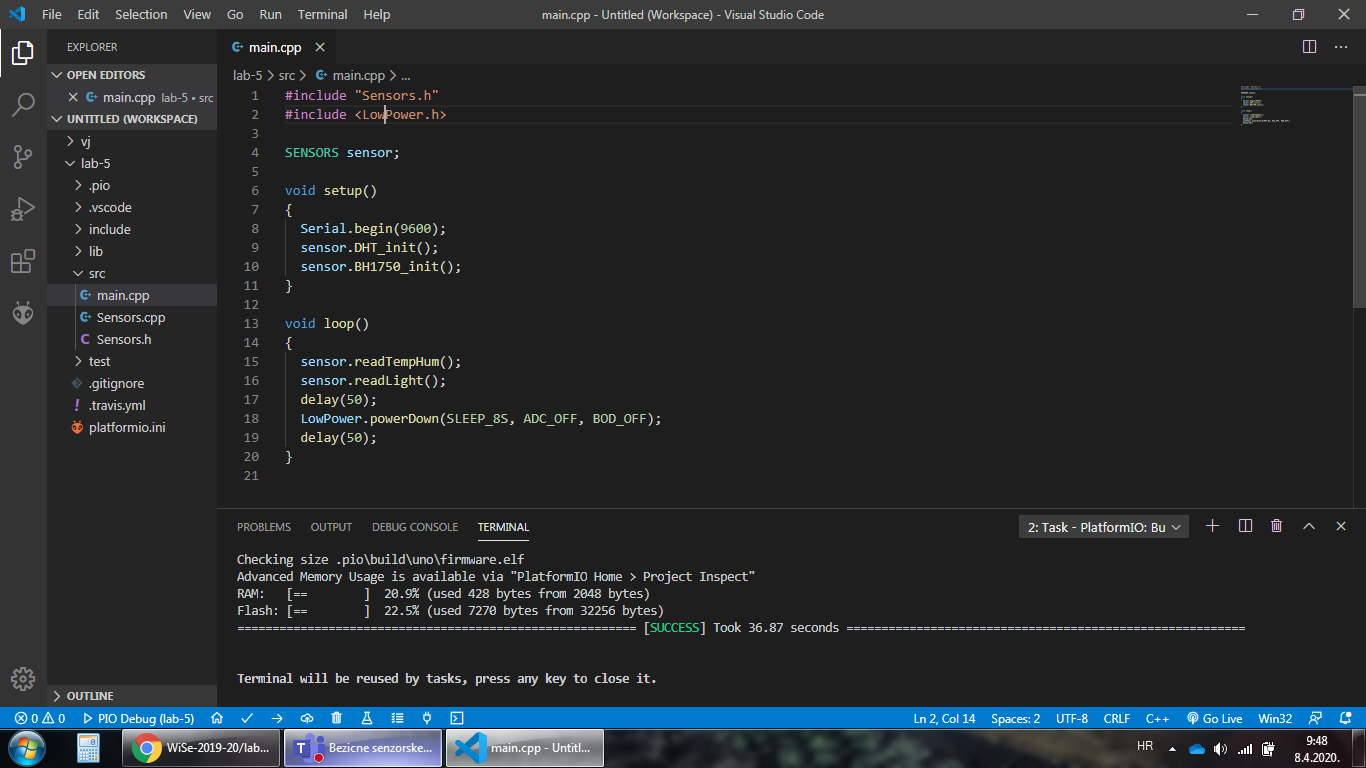 File Edit Selection View Go Run Terminal Help main.cpp - Untitled (Workspace) - Visual Studio Code
EXPLORER
OPEN EDITORS
main.cpp lab-5 • src
UNTITLED (WORKSPACE)
vj
lab-5
.pio
.vscode
include
lib
src
main.cpp
Sensors.cpp
Sensors.h
test
.gitignore
.travis.yml
platformio.ini
OUTLINE
main.cpp
lab-5 > src > main.cpp > ...
1 #include "Sensors.h"
2 #include <LowPower.h>
3
4 SENSORS sensor;
5
6 void setup()
7 {
8 Serial.begin(9600);
9 sensor.DHT_init();
10 sensor.BH1750_init();
11 }
12
13 void loop()
14 {
15 sensor.readTempHum();
16 sensor.readLight();
17 delay(50);
18 LowPower.powerDown(SLEEP_8S, ADC_OFF, BOD_OFF);
19 delay(50);
20 }
21
PROBLEMS OUTPUT DEBUG CONSOLE TERMINAL 2: Task - PlatformIO: Bu
Checking size .pio\build\uno\firmware.elf
Advanced Memory Usage is available via "PlatformIO Home > Project Inspect"
RAM: [== ] 20.9% (used 428 bytes from 2048 bytes)
Flash: [== ] 22.5% (used 7270 bytes from 32256 bytes)
========================================================= [SUCCESS] Took 36.87 seconds =========================================================
Terminal will be reused by tasks, press any key to close it.
0 0 PIO Debug (lab-5) Ln 2, Col 14 Spaces: 2 UTF-8 CRLF C++ Go Live Win32
WiSe-2019-20/lab... Bezicne senzorske... main.cpp - Untitl... HR 9:48
8.4.2020.